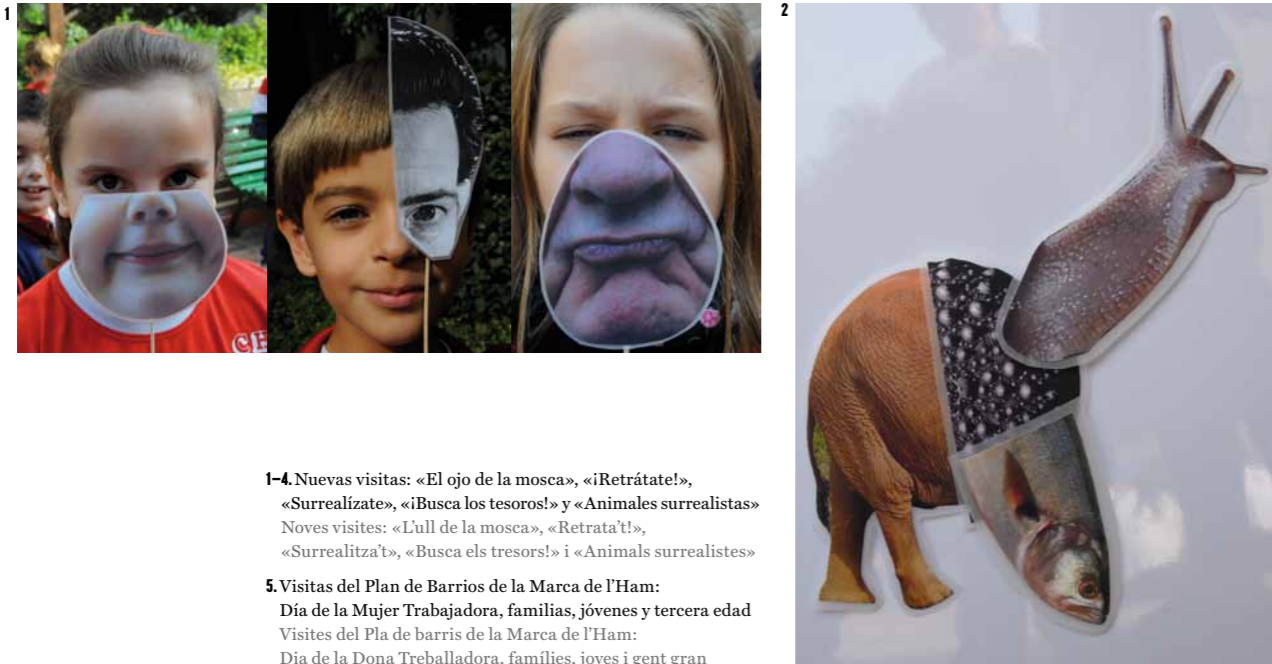 1
2
1–4. Nuevas visitas: «El ojo de la mosca», «¡Retrátate!»,
«Surrealízate», «¡Busca los tesoros!» y «Animales surrealistas»
Noves visites: «L’ull de la mosca», «Retrata’t!»,
«Surrealitza’t», «Busca els tresors!» i «Animals surrealistes»
5. Visitas del Plan de Barrios de la Marca de l’Ham:
Día de la Mujer Trabajadora, familias, jóvenes y tercera edad
Visites del Pla de barris de la Marca de l’Ham:
Dia de la Dona Treballadora, famílies, joves i gent gran